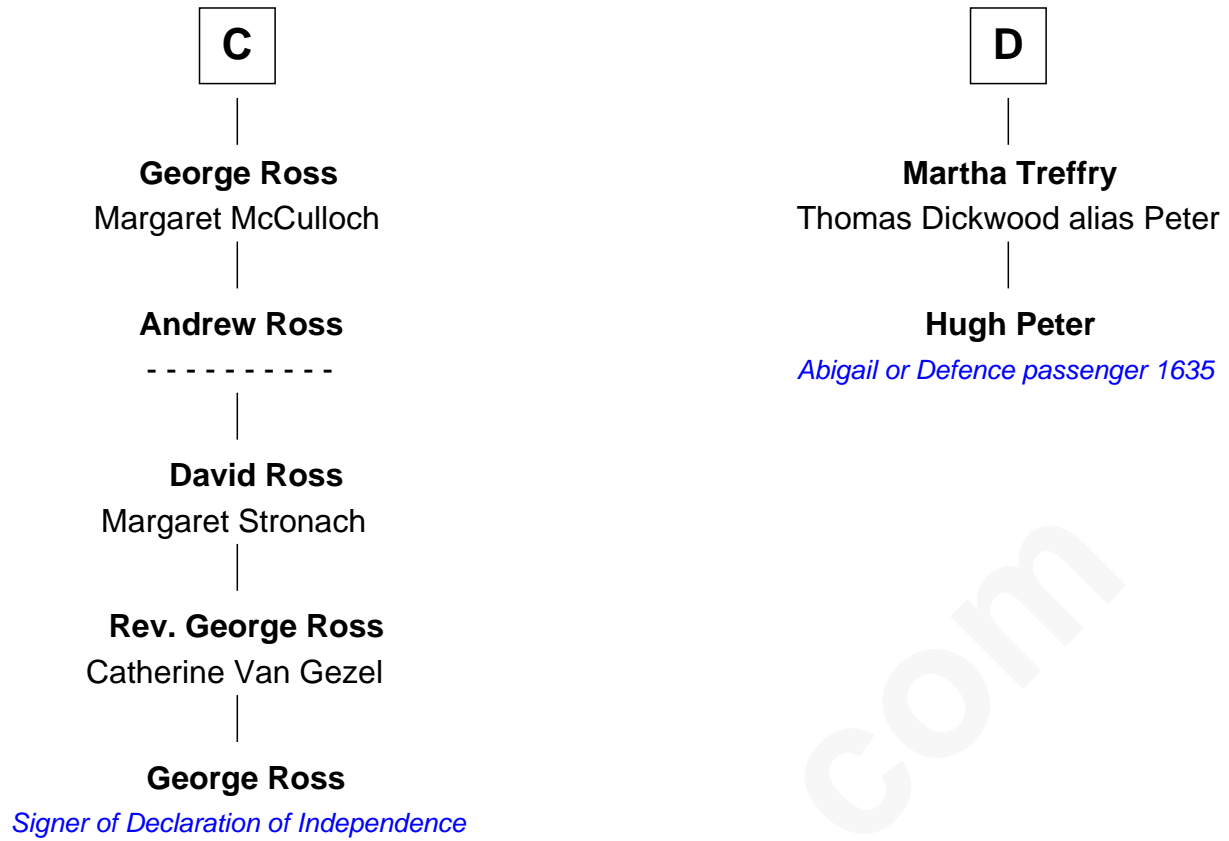 C
George Ross
Margaret McCulloch
Andrew Ross
- - - - - - - - - -
David Ross
Margaret Stronach
Rev. George Ross
Catherine Van Gezel
George Ross
Signer of Declaration of Independence
D
Martha Treffry
Thomas Dickwood alias Peter
Hugh Peter
Abigail or Defence passenger 1635
com